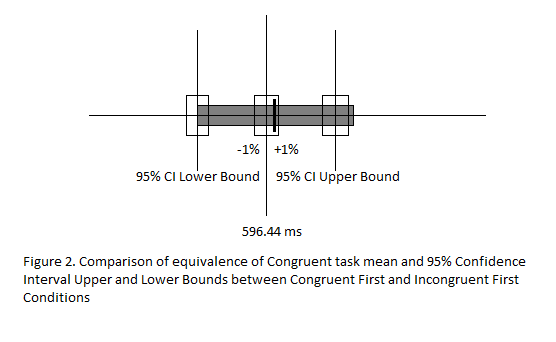 -1% +1%
95% CI Lower Bound 95% CI Upper Bound
596.44 ms
Figure 2. Comparison of equivalence of Congruent task mean and 95% Confidence
Interval Upper and Lower Bounds between Congruent First and Incongruent First
Conditions